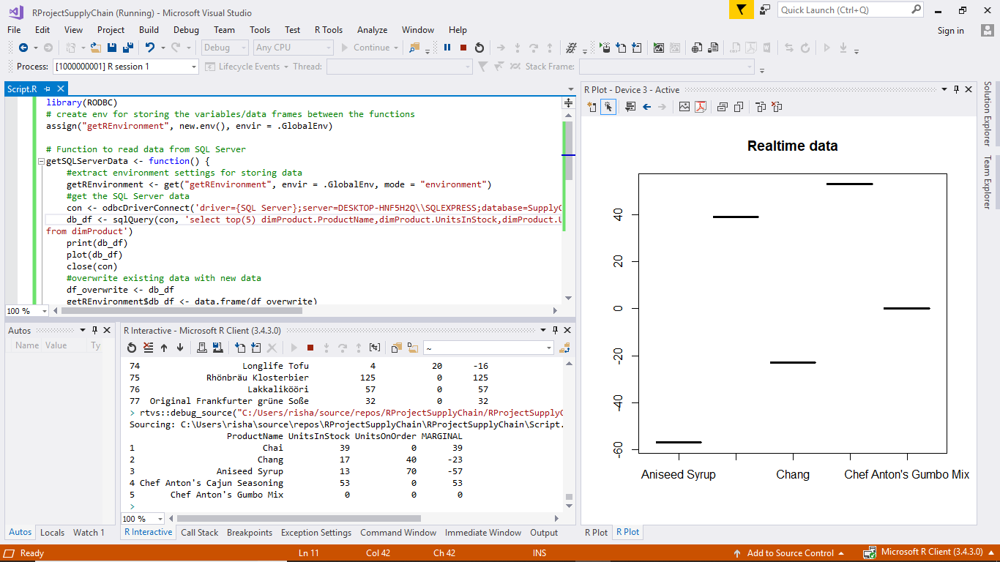 RProjectSupplyChain (Running) - Microsoft Visual Studio
Quick Launch (Ctrl+Q)
File Edit View Project Build Debug Team Tools Test R Tools Analyze Window Help
Sign in
Debug Any CPU Continue
Process: [1000000001] R session 1 Lifecycle Events Thread: Stack Frame:
Script.R
library(RODBC)
# create env for storing the variables/data frames between the functions
assign("getREnvironment", new.env(), envir = .GlobalEnv)
# Function to read data from SQL Server
getSQLServerData <- function() {
#extract environment settings for storing data
getREnvironment <- get("getREnvironment", envir = .GlobalEnv, mode = "environment")
#get the SQL Server data
con <- odbcDriverConnect('driver={SQL Server};server=DESKTOP-HNF5H2Q\\SQLEXPRESS;database=SupplyC
db_df <- sqlQuery(con, 'select top(5) dimProduct.ProductName,dimProduct.UnitsInStock,dimProduct.U
from dimProduct')
print(db_df)
plot(db_df)
close(con)
#overwrite existing data with new data
df_overwrite <- db_df
getREnvironment$db_df <- data.frame(df_overwrite)
100 %
Autos
Name Value Ty
Autos Locals Watch 1
R Interactive - Microsoft R Client (3.4.3.0)
~
74 Longlife Tofu 4 20 -16
75 Rhönbräu Klosterbier 125 0 125
76 Lakkalikööri 57 0 57
77 Original Frankfurter grüne Soße 32 0 32
> rtvs::debug_source("C:/Users/risha/source/repos/RProjectSupplyChain/RProjectSupplyC
Sourcing: C:\Users\risha\source\repos\RProjectSupplyChain\RProjectSupplyChain\Script.
ProductName UnitsInStock UnitsOnOrder MARGINAL
1 Chai 39 0 39
2 Chang 17 40 -23
3 Aniseed Syrup 13 70 -57
4 Chef Anton's Cajun Seasoning 53 0 53
5 Chef Anton's Gumbo Mix 0 0 0
>
100 %
R Interactive Call Stack Breakpoints Exception Settings Command Window Immediate Window Output
R Plot - Device 3 - Active
Realtime data
40
20
0
-20
-40
-60
Aniseed Syrup Chang Chef Anton's Gumbo Mix
R Plot R Plot
Solution Explorer
Team Explorer
Ready Ln 11 Col 42 Ch 42 INS Add to Source Control Microsoft R Client (3.4.3.0)